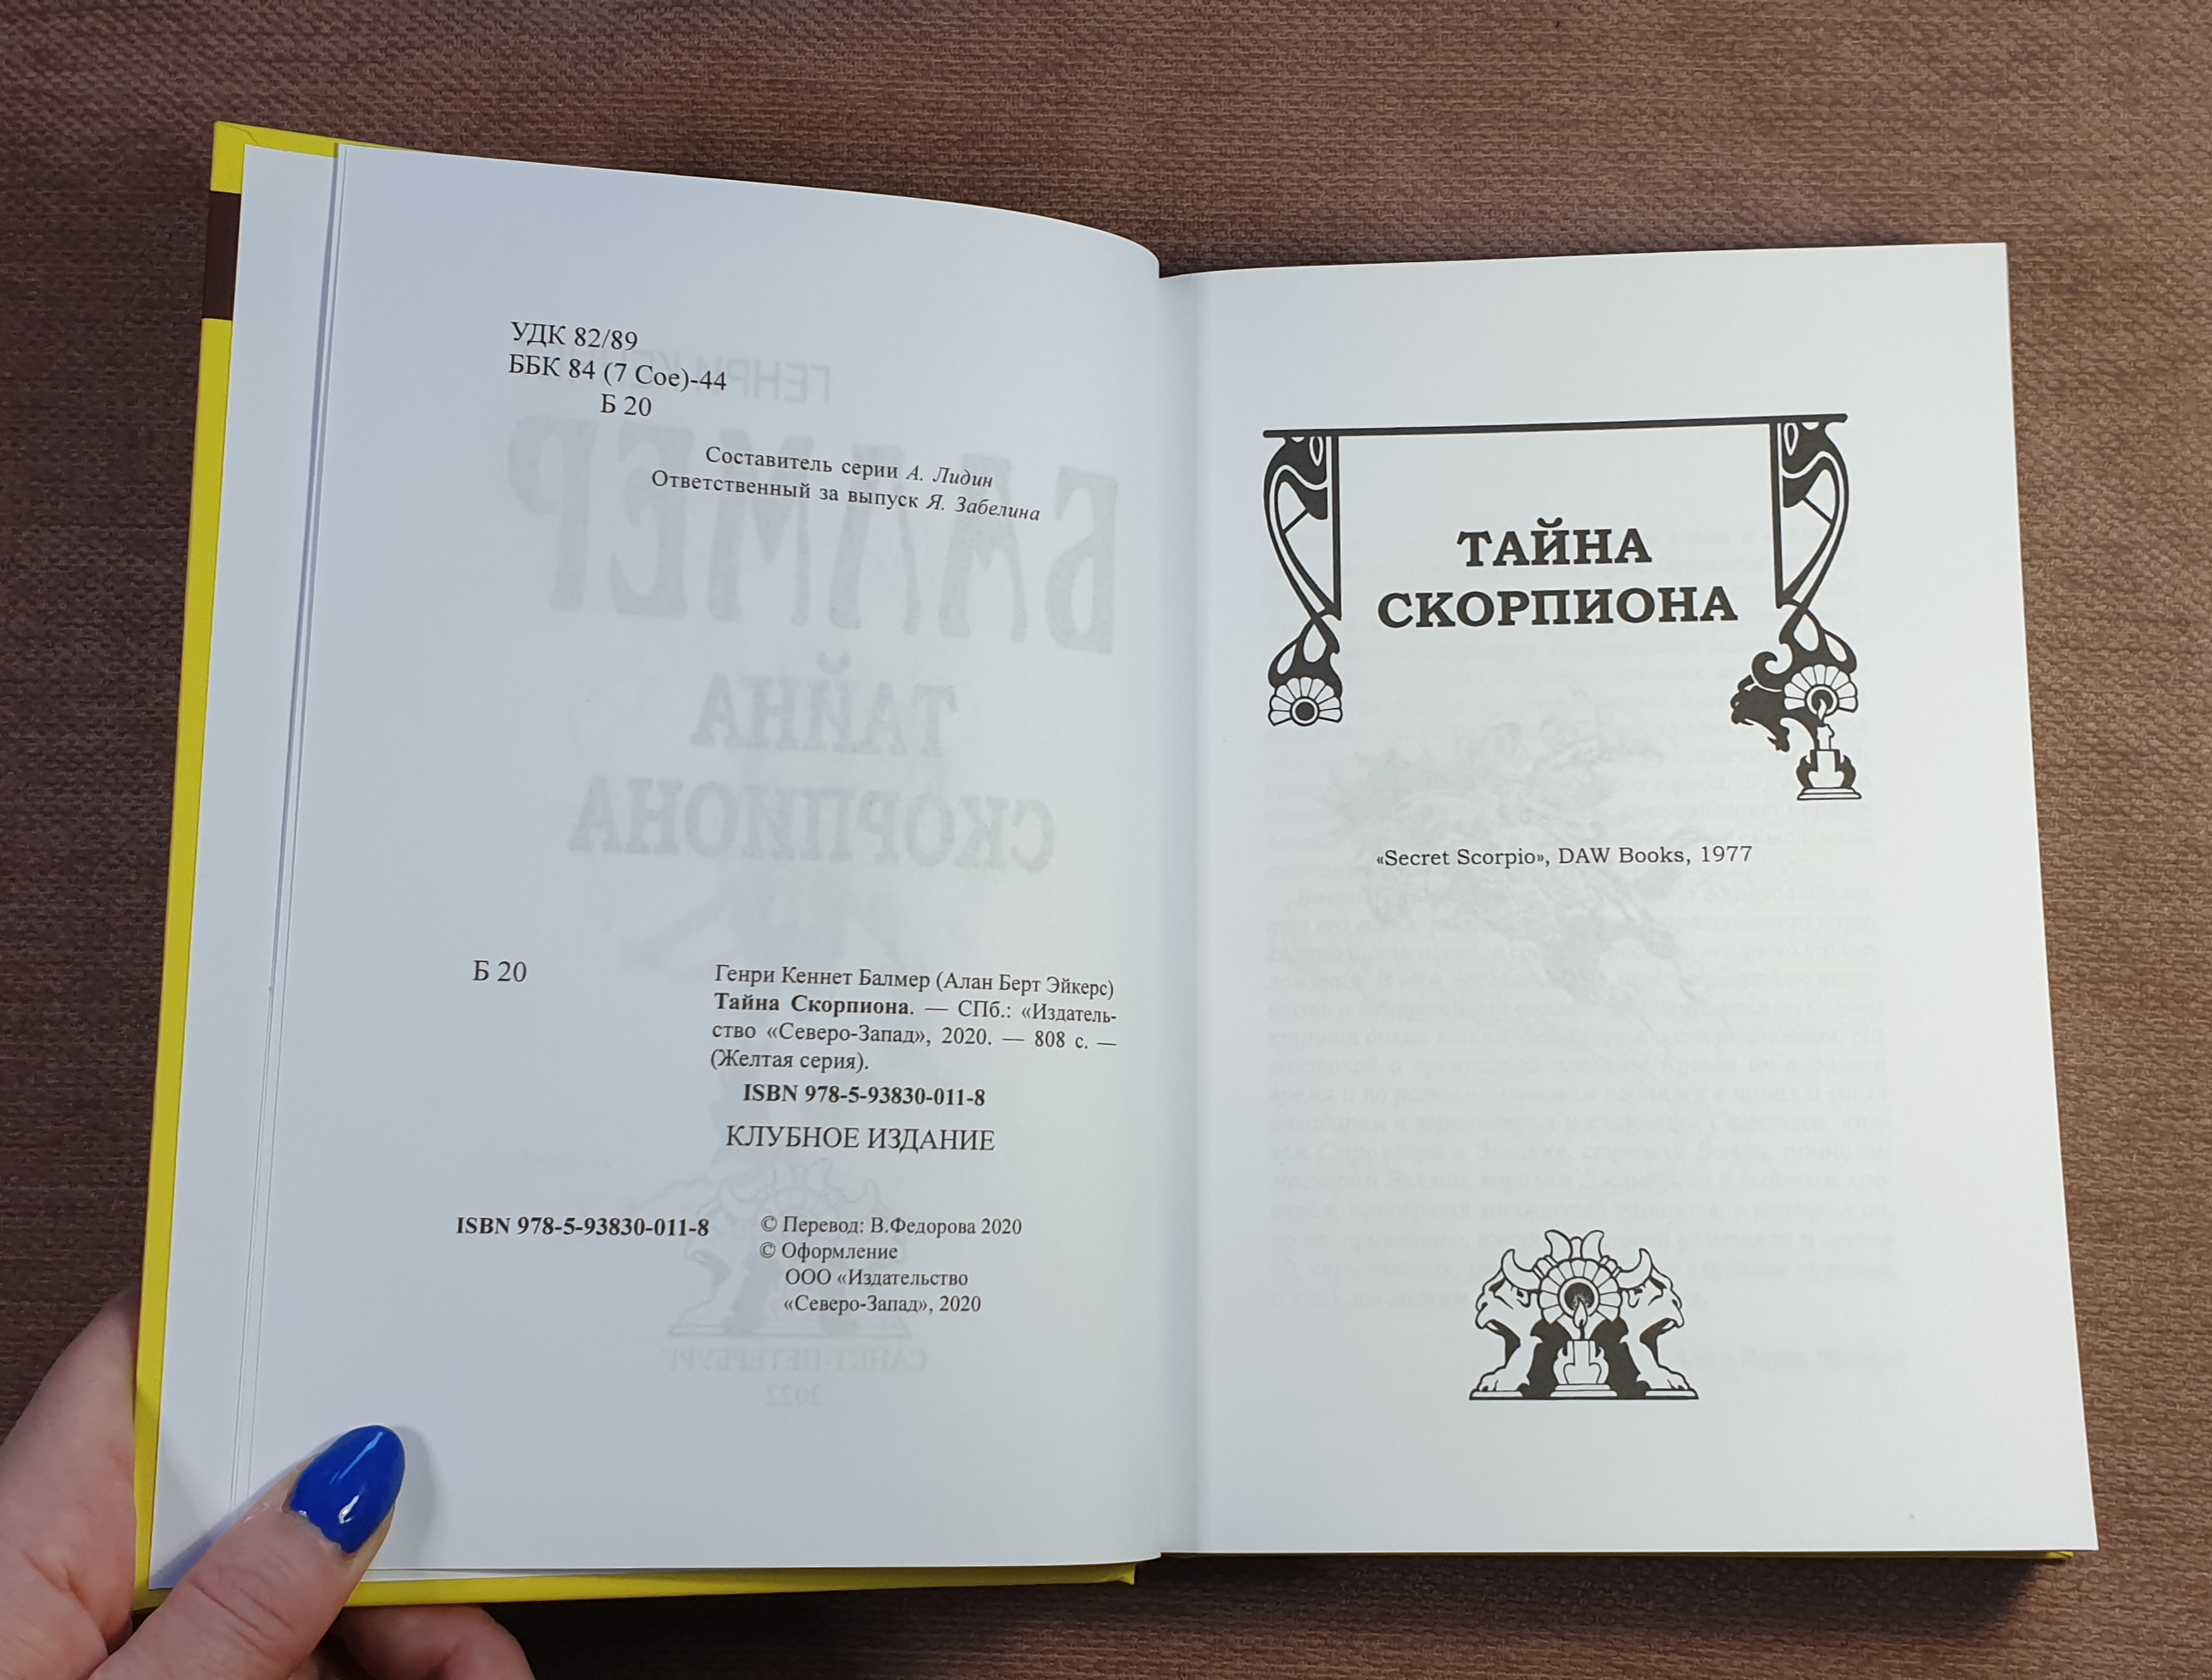 УДК 82/89
ББК 84 (7 Сое)-44
Б 20
Составитель серии А. Лидин
Ответственный за выпуск Я. Забелина
Б 20
Генри Кеннет Балмер (Алан Берт Эйкерс)
Тайна Скорпиона. — СПб.: «Издатель-
ство «Северо-Запад», 2020. — 808 с. —
(Желтая серия).
ISBN 978-5-93830-011-8
КЛУБНОЕ ИЗДАНИЕ
ISBN 978-5-93830-011-8
© Перевод: В.Федорова 2020
© Оформление
ООО «Издательство
«Северо-Запад», 2020
ТАЙНА
СКОРПИОНА
«Secret Scorpio», DAW Books, 1977